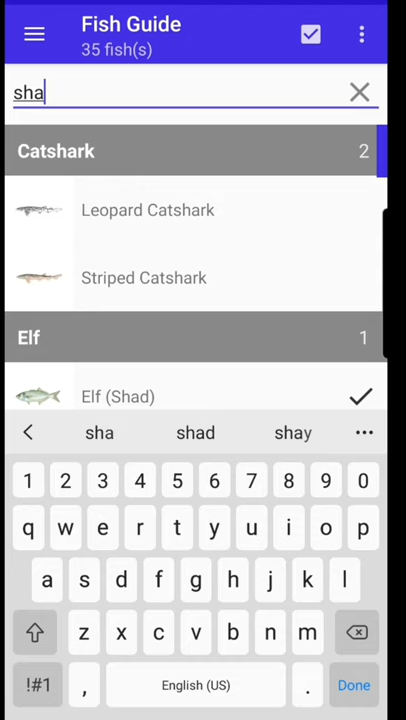 Fish Guide
35 fish(s)
sha
Catshark 2
Leopard Catshark
Striped Catshark
Elf 1
Elf (Shad)
sha shad shay
1 2 3 4 5 6 7 8 9 0
q w e r t y u i o p
a s d f g h j k l
z x c v b n m
!#1 , English (US) . Done